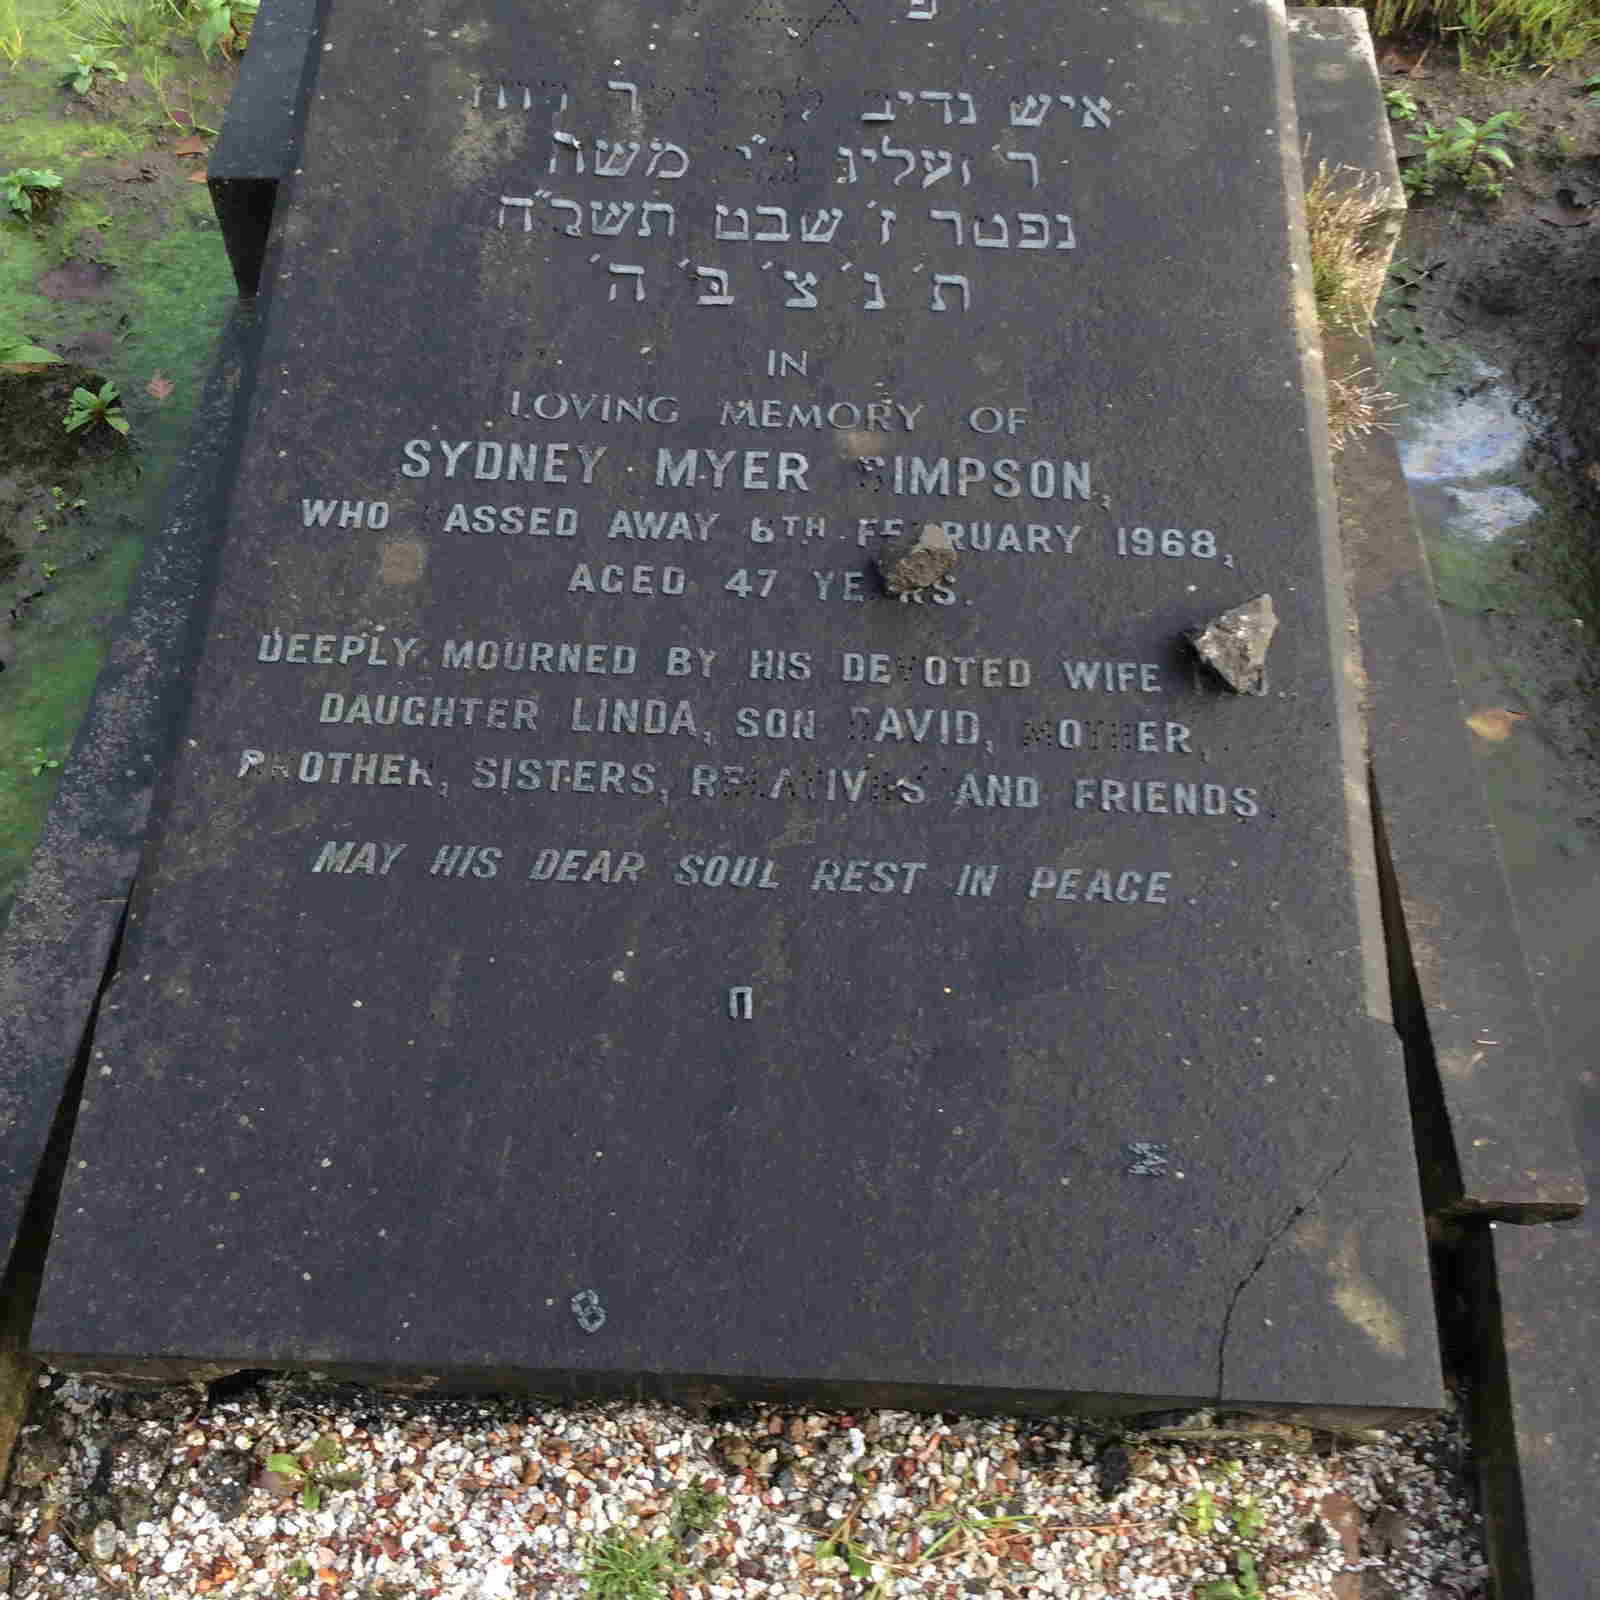 פ
איש נדיב
ר' זעליג ב"ר משה
נפטר ז' שבט תשכ"ח
ת' נ' צ' ב' ה'
IN
LOVING MEMORY OF
SYDNEY MYER SIMPSON,
WHO PASSED AWAY 6TH FEBRUARY 1968,
AGED 47 YEARS.
DEEPLY MOURNED BY HIS DEVOTED WIFE
DAUGHTER LINDA, SON DAVID, MOTHER,
BROTHER, SISTERS, RELATIVES AND FRIENDS
MAY HIS DEAR SOUL REST IN PEACE.